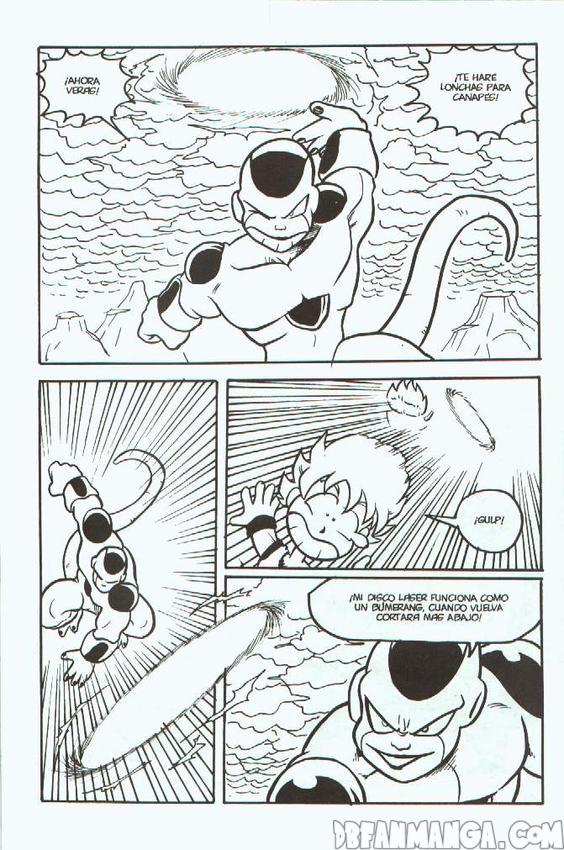 ¡AHORA
VERAS!
¡TE HARE
LONCHAS PARA
CANAPES!
¡GULP!
¡MI DISCO LASER FUNCIONA COMO
UN BUMERANG, CUANDO VUELVA
CORTARA MAS ABAJO!
DBFANMANGA.COM